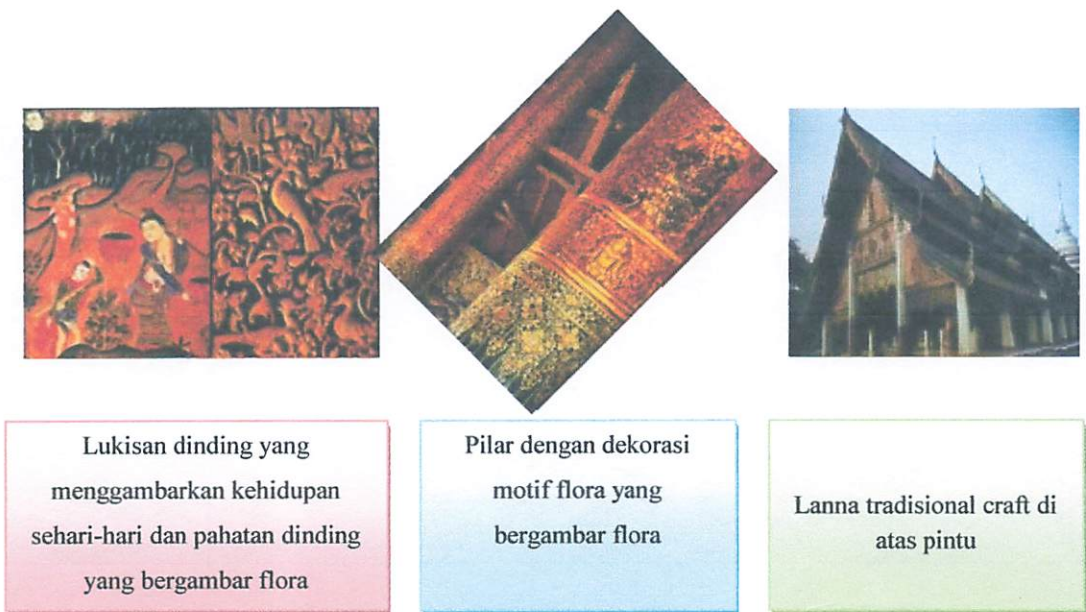 Lukisan dinding yang
menggambarkan kehidupan
sehari-hari dan pahatan dinding
yang bergambar flora
Pilar dengan dekorasi
motif flora yang
bergambar flora
Lanna tradisional craft di
atas pintu